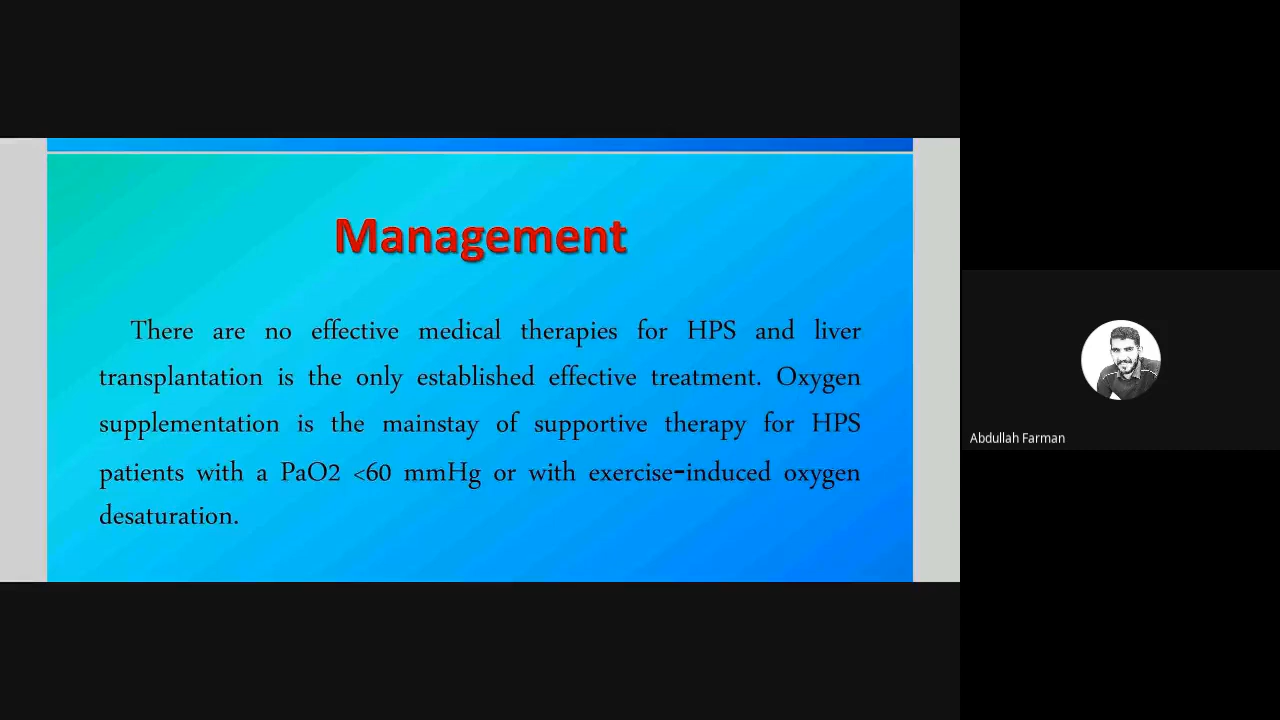 Management
There are no effective medical therapies for HPS and liver
transplantation is the only established effective treatment. Oxygen
supplementation is the mainstay of supportive therapy for HPS
patients with a PaO2 <60 mmHg or with exercise-induced oxygen
desaturation.
Abdullah Farman